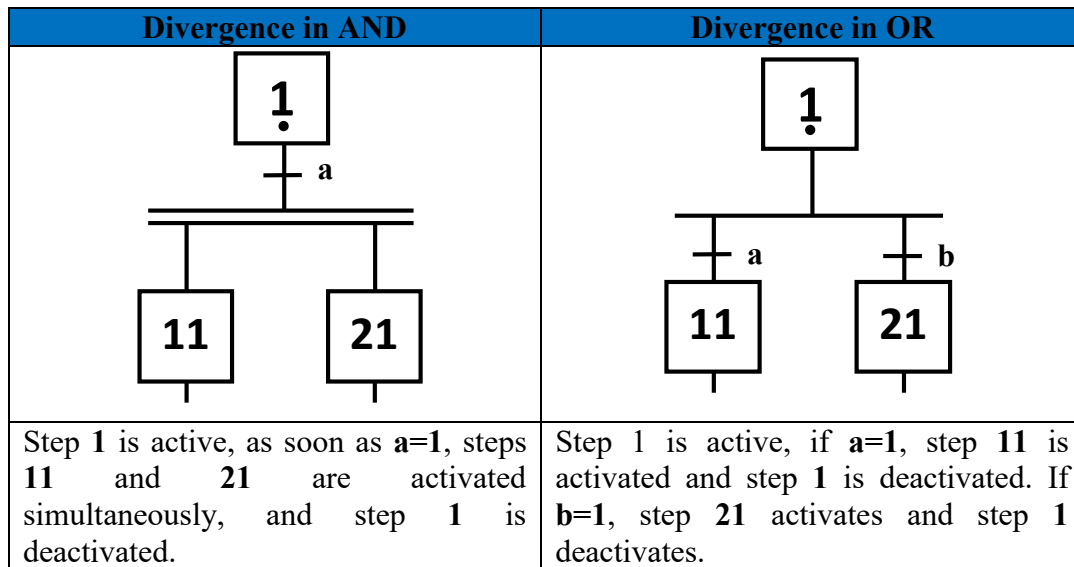 Divergence in AND
Divergence in OR
1
a
11
21
1
a
b
11
21
Step 1 is active, as soon as a=1, steps
11 and 21 are activated
simultaneously, and step 1 is
deactivated.
Step 1 is active, if a=1, step 11 is
activated and step 1 is deactivated. If
b=1, step 21 activates and step 1
deactivates.